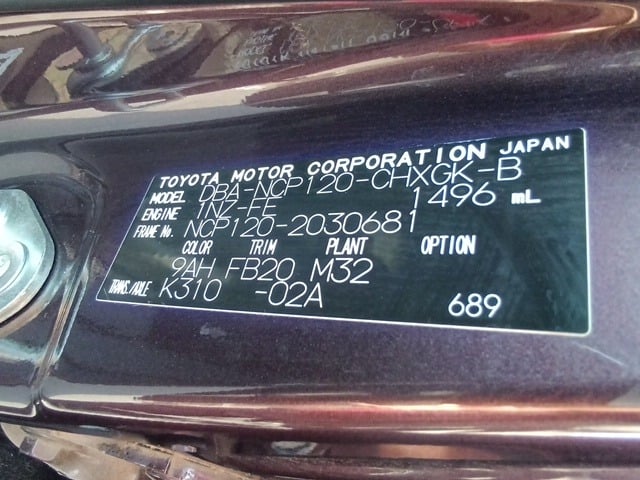 TOYOTA MOTOR CORPORATION JAPAN
MODEL DBA-NCP120-CHXGK-B
ENGINE 1NZ-FE 1496 mL
FRAME No. NCP120-2030681
COLOR TRIM PLANT OPTION
9AH FB20 M32
TRANS./AXLE K310 -02A
689